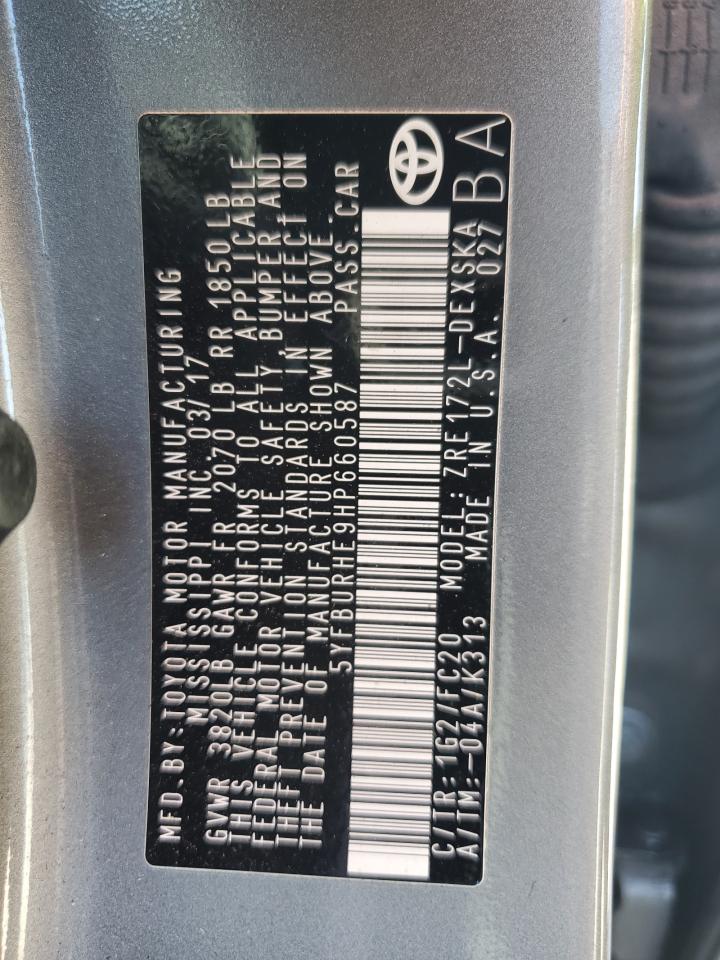 MFD.BY:TOYOTA MOTOR MANUFACTURING
MISSISSIPPI INC 03/17
GVWR 3820LB GAWR FR 2070 LB RR 1850LB
THIS VEHICLE CONFORMS TO ALL APPLICABLE
FEDERAL MOTOR VEHICLE SAFETY, BUMPER AND
THEFT PREVENTION STANDARDS IN EFFECT ON
THE DATE OF MANUFACTURE SHOWN ABOVE.
5YFBURHE9HP660587 PASS.CAR
C/TR:1G2/FC20 MODEL:ZRE172L-DEXSKA
A/TM:-04A/K313 MADE IN U.S.A. 027
BA